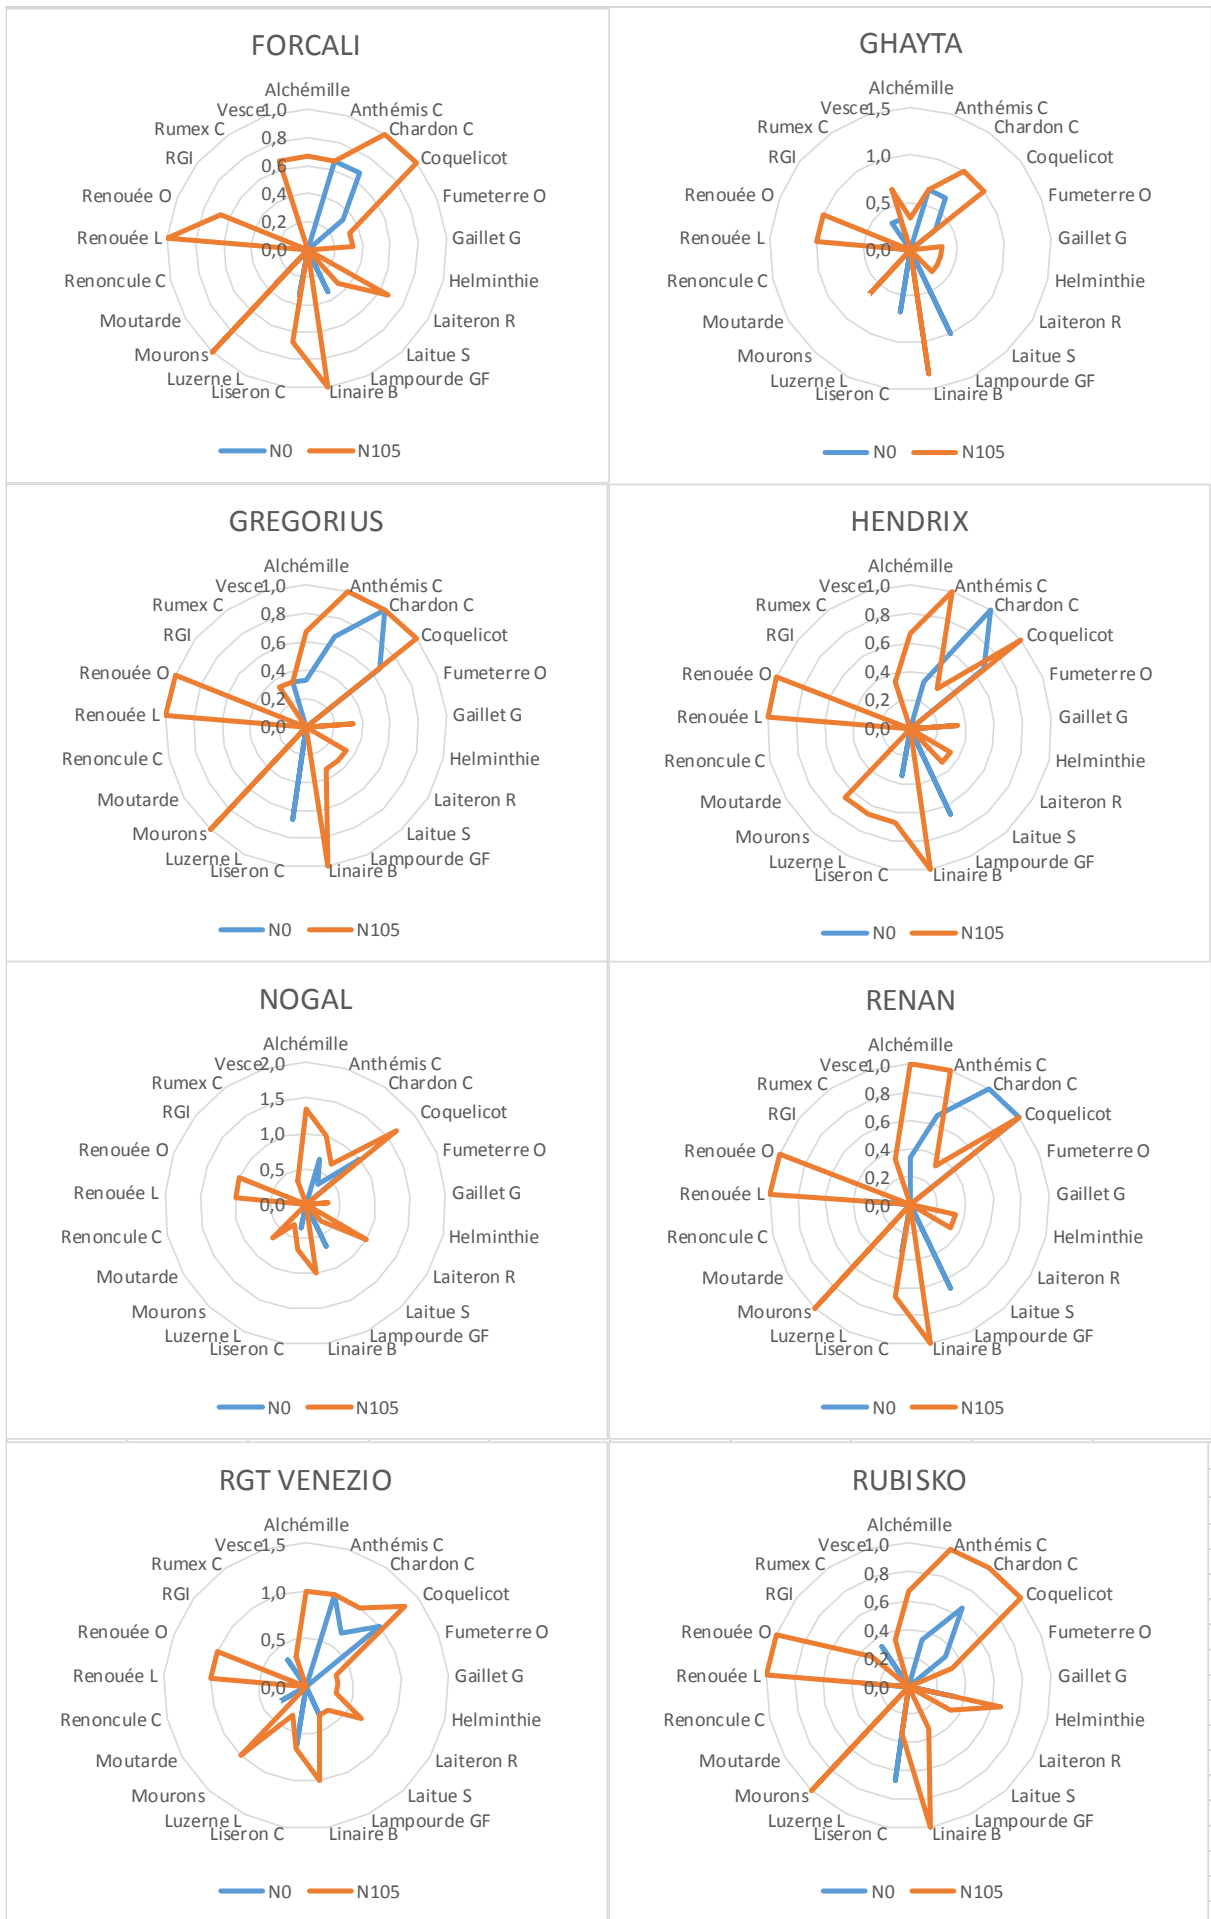 FORCALI
Alchémille
Anthémis C
Chardon C
Coquelicot
Fumeterre O
Gaillet G
Helminthie
Laiteron R
Laitue S
Lampourde GF
Linaire B
Liseron C
Luzerne L
Mourons
Moutarde
Renoncule C
Renouée L
Renouée O
RGI
Rumex C
Vesce
1,0
0,8
0,6
0,4
0,2
0,0
N0 N105
GHAYTA
Alchémille
Anthémis C
Chardon C
Coquelicot
Fumeterre O
Gaillet G
Helminthie
Laiteron R
Laitue S
Lampourde GF
Linaire B
Liseron C
Luzerne L
Mourons
Moutarde
Renoncule C
Renouée L
Renouée O
RGI
Rumex C
Vesce
1,5
1,0
0,5
0,0
N0 N105
GREGORIUS
Alchémille
Anthémis C
Chardon C
Coquelicot
Fumeterre O
Gaillet G
Helminthie
Laiteron R
Laitue S
Lampourde GF
Linaire B
Liseron C
Luzerne L
Mourons
Moutarde
Renoncule C
Renouée L
Renouée O
RGI
Rumex C
Vesce
1,0
0,8
0,6
0,4
0,2
0,0
N0 N105
HENDRIX
Alchémille
Anthémis C
Chardon C
Coquelicot
Fumeterre O
Gaillet G
Helminthie
Laiteron R
Laitue S
Lampourde GF
Linaire B
Liseron C
Luzerne L
Mourons
Moutarde
Renoncule C
Renouée L
Renouée O
RGI
Rumex C
Vesce
1,0
0,8
0,6
0,4
0,2
0,0
N0 N105
NOGAL
Alchémille
Anthémis C
Chardon C
Coquelicot
Fumeterre O
Gaillet G
Helminthie
Laiteron R
Laitue S
Lampourde GF
Linaire B
Liseron C
Luzerne L
Mourons
Moutarde
Renoncule C
Renouée L
Renouée O
RGI
Rumex C
Vesce
2,0
1,5
1,0
0,5
0,0
N0 N105
RENAN
Alchémille
Anthémis C
Chardon C
Coquelicot
Fumeterre O
Gaillet G
Helminthie
Laiteron R
Laitue S
Lampourde GF
Linaire B
Liseron C
Luzerne L
Mourons
Moutarde
Renoncule C
Renouée L
Renouée O
RGI
Rumex C
Vesce
1,0
0,8
0,6
0,4
0,2
0,0
N0 N105
RGT VENEZIO
Alchémille
Anthémis C
Chardon C
Coquelicot
Fumeterre O
Gaillet G
Helminthie
Laiteron R
Laitue S
Lampourde GF
Linaire B
Liseron C
Luzerne L
Mourons
Moutarde
Renoncule C
Renouée L
Renouée O
RGI
Rumex C
Vesce
1,5
1,0
0,5
0,0
N0 N105
RUBISKO
Alchémille
Anthémis C
Chardon C
Coquelicot
Fumeterre O
Gaillet G
Helminthie
Laiteron R
Laitue S
Lampourde GF
Linaire B
Liseron C
Luzerne L
Mourons
Moutarde
Renoncule C
Renouée L
Renouée O
RGI
Rumex C
Vesce
1,0
0,8
0,6
0,4
0,2
0,0
N0 N105